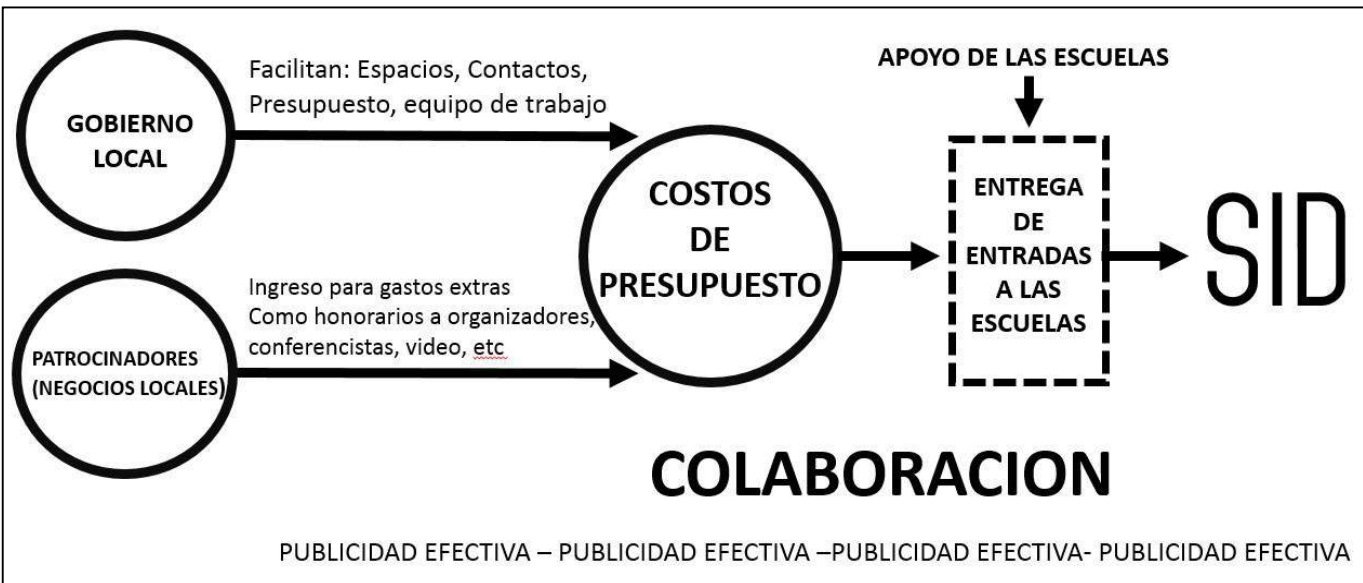 GOBIERNO
LOCAL
Facilitan: Espacios, Contactos,
Presupuesto, equipo de trabajo
PATROCINADORES
(NEGOCIOS LOCALES)
Ingreso para gastos extras
Como honorarios a organizadores,
conferencistas, video, etc
COSTOS
DE
PRESUPUESTO
APOYO DE LAS ESCUELAS
ENTREGA
DE
ENTRADAS
A LAS
ESCUELAS
SID
COLABORACION
PUBLICIDAD EFECTIVA – PUBLICIDAD EFECTIVA –PUBLICIDAD EFECTIVA- PUBLICIDAD EFECTIVA